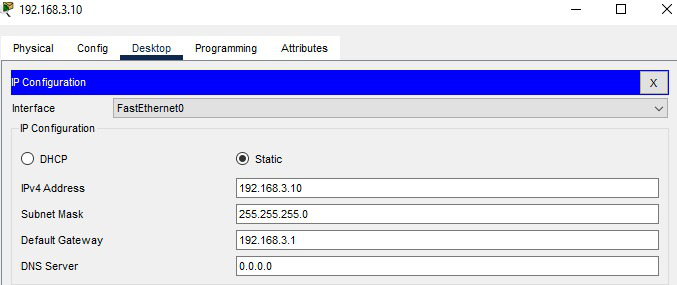 192.168.3.10
Physical Config Desktop Programming Attributes
IP Configuration X
Interface FastEthernet0
IP Configuration
DHCP Static
IPv4 Address 192.168.3.10
Subnet Mask 255.255.255.0
Default Gateway 192.168.3.1
DNS Server 0.0.0.0